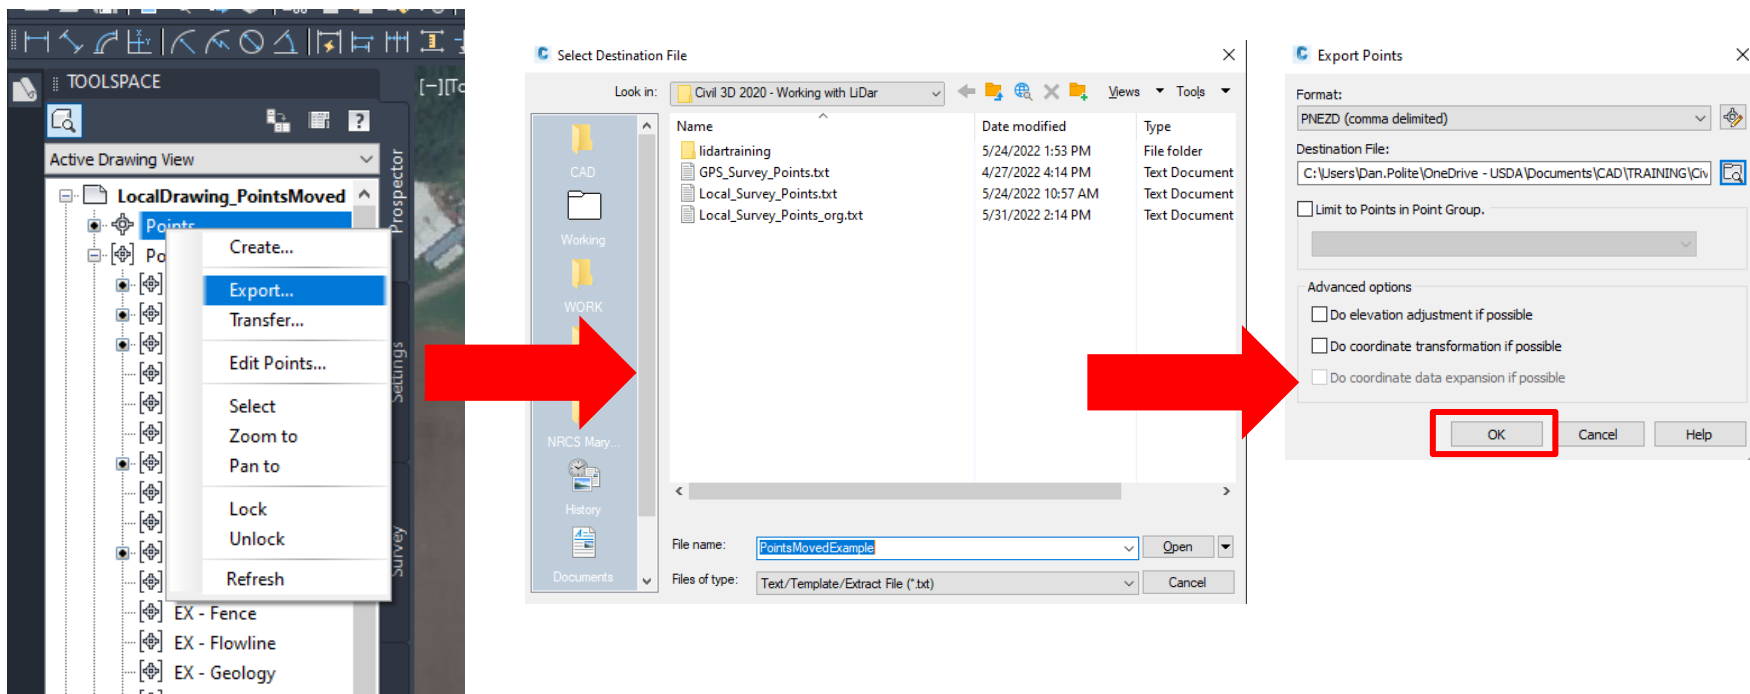 TOOLSPACE
Active Drawing View
LocalDrawing_PointsMoved
Points
Po
Create...
Export...
Transfer...
Edit Points...
Select
Zoom to
Pan to
Lock
Unlock
Refresh
EX - Fence
EX - Flowline
EX - Geology
Prospector
Settings
Survey
[−][To
Select Destination File
Look in:
Civil 3D 2020 - Working with LiDar
Views
Tools
CAD
Working
WORK
NRCS Mary...
History
Documents
Name Date modified Type
lidartraining 5/24/2022 1:53 PM File folder
GPS_Survey_Points.txt 4/27/2022 4:14 PM Text Document
Local_Survey_Points.txt 5/24/2022 10:57 AM Text Document
Local_Survey_Points_org.txt 5/31/2022 2:14 PM Text Document
File name: PointsMovedExample Open
Files of type: Text/Template/Extract File (*.txt) Cancel
Export Points
Format:
PNEZD (comma delimited)
Destination File:
C:\Users\Dan.Polite\OneDrive - USDA\Documents\CAD\TRAINING\Civ
Limit to Points in Point Group.
Advanced options
Do elevation adjustment if possible
Do coordinate transformation if possible
Do coordinate data expansion if possible
OK Cancel Help